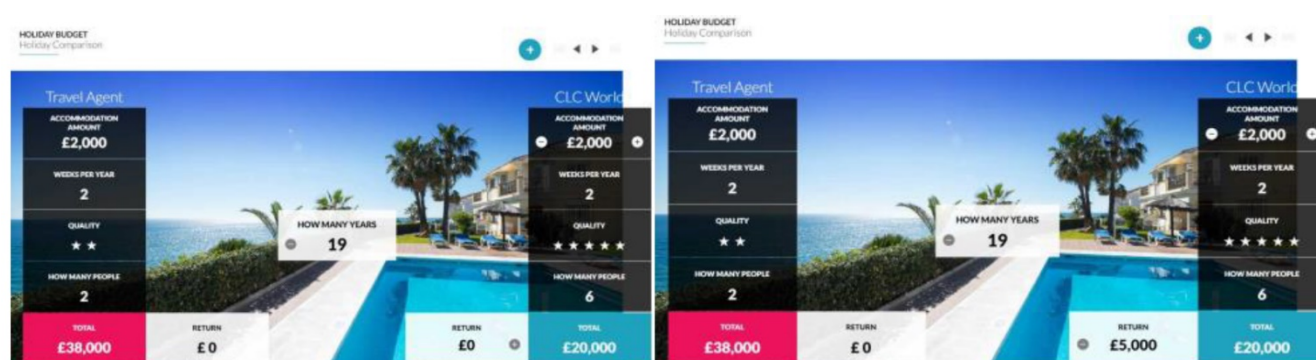 HOLIDAY BUDGET
Holiday Comparison
Travel Agent
ACCOMMODATION
AMOUNT
£2,000
WEEKS PER YEAR
2
QUALITY
HOW MANY PEOPLE
2
TOTAL
£38,000
RETURN
£0
HOW MANY YEARS
19
CLC World
ACCOMMODATION
AMOUNT
£2,000
WEEKS PER YEAR
2
QUALITY
HOW MANY PEOPLE
6
RETURN
£0
TOTAL
£20,000
HOLIDAY BUDGET
Holiday Comparison
Travel Agent
ACCOMMODATION
AMOUNT
£2,000
WEEKS PER YEAR
2
QUALITY
HOW MANY PEOPLE
2
TOTAL
£38,000
RETURN
£0
HOW MANY YEARS
19
CLC World
ACCOMMODATION
AMOUNT
£2,000
WEEKS PER YEAR
2
QUALITY
HOW MANY PEOPLE
6
RETURN
£5,000
TOTAL
£20,000